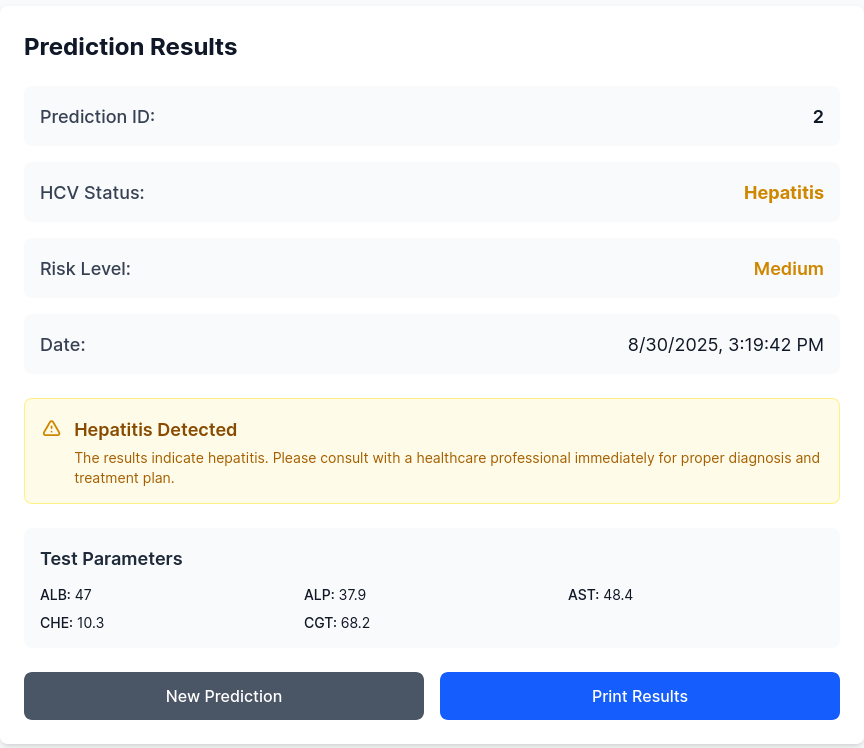 Prediction Results
Prediction ID: 2
HCV Status: Hepatitis
Risk Level: Medium
Date: 8/30/2025, 3:19:42 PM
Hepatitis Detected
The results indicate hepatitis. Please consult with a healthcare professional immediately for proper diagnosis and
treatment plan.
Test Parameters
ALB: 47 ALP: 37.9 AST: 48.4
CHE: 10.3 CGT: 68.2
New Prediction Print Results